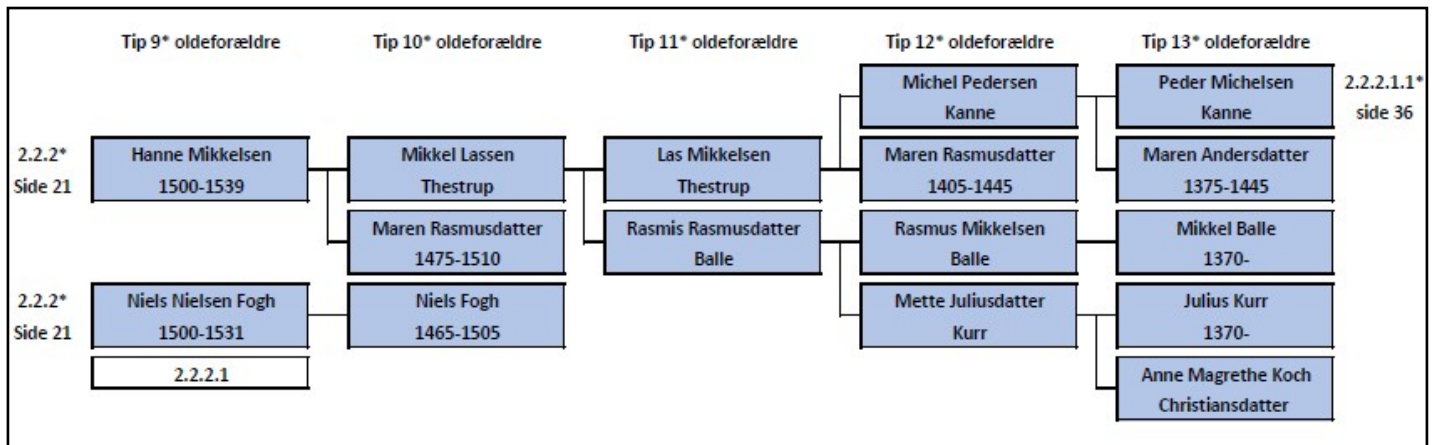 Tip 9* oldeforældre Tip 10* oldeforældre Tip 11* oldeforældre Tip 12* oldeforældre Tip 13* oldeforældre
Michel Pedersen Peder Michelsen 2.2.2.1.1*
Kanne Kanne side 36
2.2.2* Hanne Mikkelsen Mikkel Lassen Las Mikkelsen Maren Rasmusdatter Maren Andersdatter
Side 21 1500-1539 Thestrup Thestrup 1405-1445 1375-1445
Maren Rasmusdatter Rasmis Rasmusdatter Rasmus Mikkelsen Mikkel Balle
1475-1510 Balle Balle 1370-
2.2.2* Niels Nielsen Fogh Niels Fogh Mette Juliusdatter Julius Kurr
Side 21 1500-1531 1465-1505 Kurr 1370-
2.2.2.1 Anne Magrethe Koch
Christiansdatter